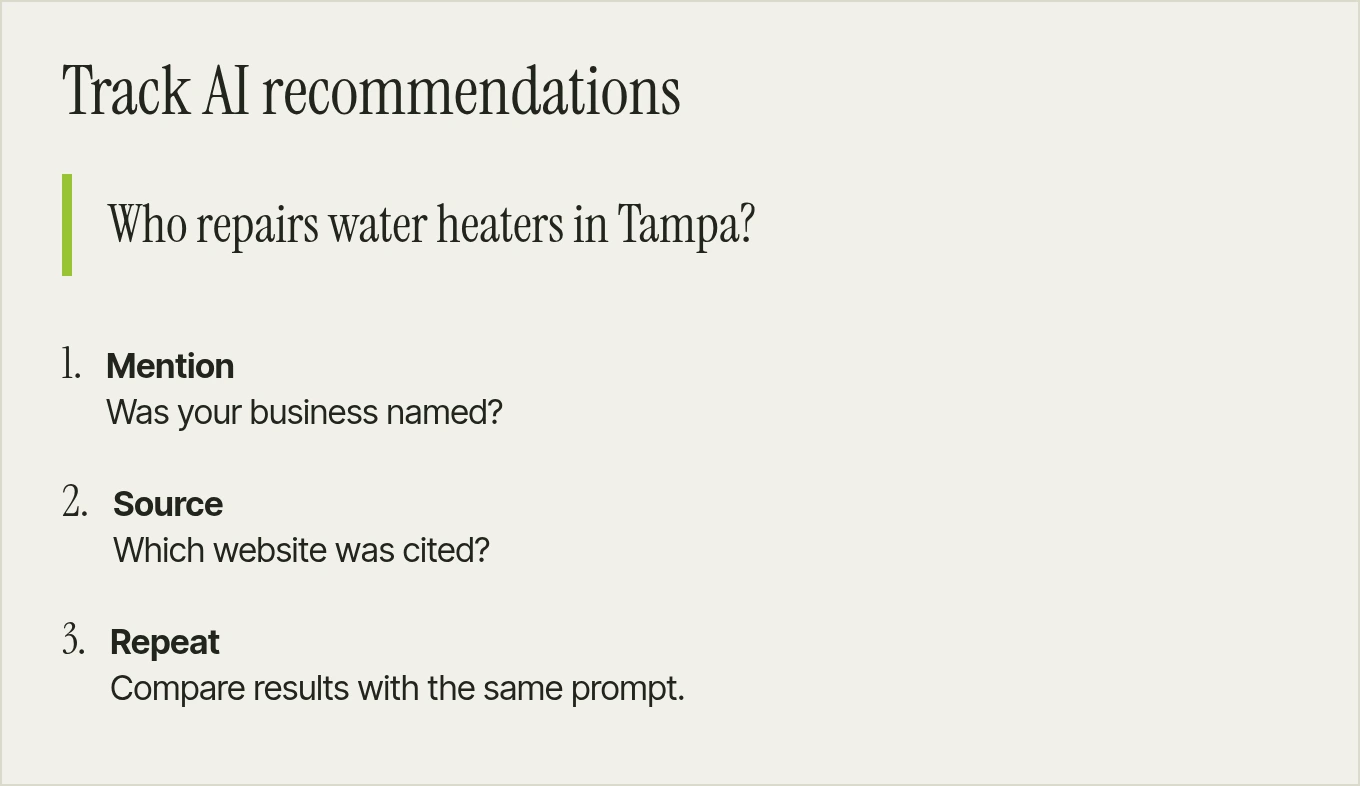 Track AI recommendations
Who repairs water heaters in Tampa?
1. Mention
Was your business named?
2. Source
Which website was cited?
3. Repeat
Compare results with the same prompt.